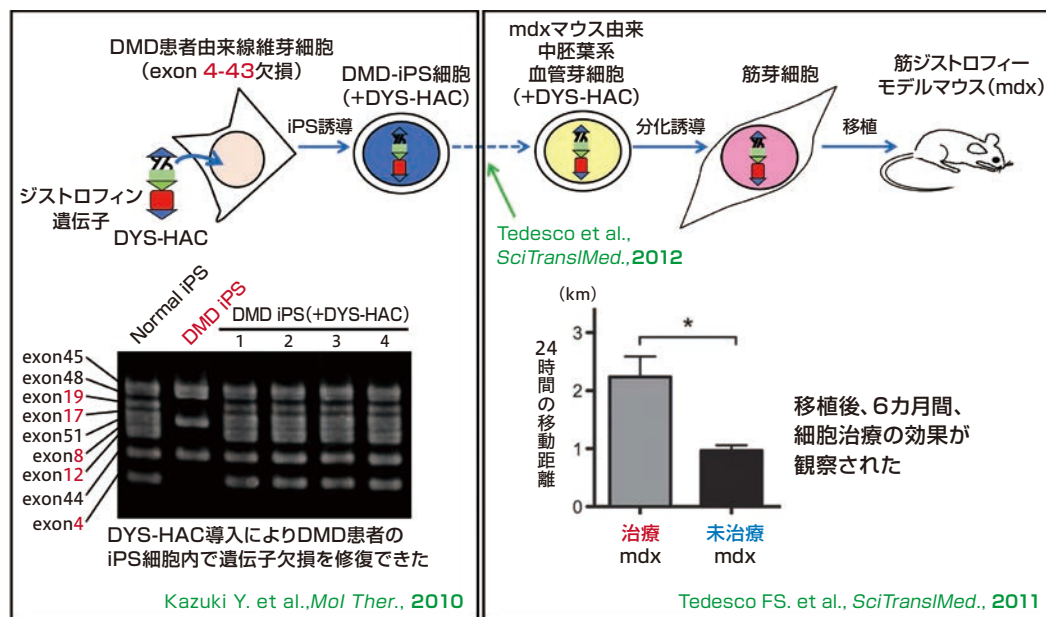 DMD患者由来線維芽細胞
(exon 4-43欠損)
DMD-iPS細胞
(+DYS-HAC)
iPS誘導
ジストロフィン
遺伝子
DYS-HAC
mdxマウス由来
中胚葉系
血管芽細胞
(+DYS-HAC)
分化誘導
筋芽細胞
移植
筋ジストロフィー
モデルマウス(mdx)
Tedesco et al.,
SciTranslMed.,2012
Normal iPS
DMD iPS
DMD iPS(+DYS-HAC)
1 2 3 4
exon45
exon48
exon19
exon17
exon51
exon8
exon12
exon44
exon4
DYS-HAC導入によりDMD患者の
iPS細胞内で遺伝子欠損を修復できた
Kazuki Y. et al.,Mol Ther., 2010
(km)
24時間の移動距離
3
2
1
0
*
治療
mdx
未治療
mdx
移植後、6カ月間、
細胞治療の効果が
観察された
Tedesco FS. et al., SciTranslMed., 2011